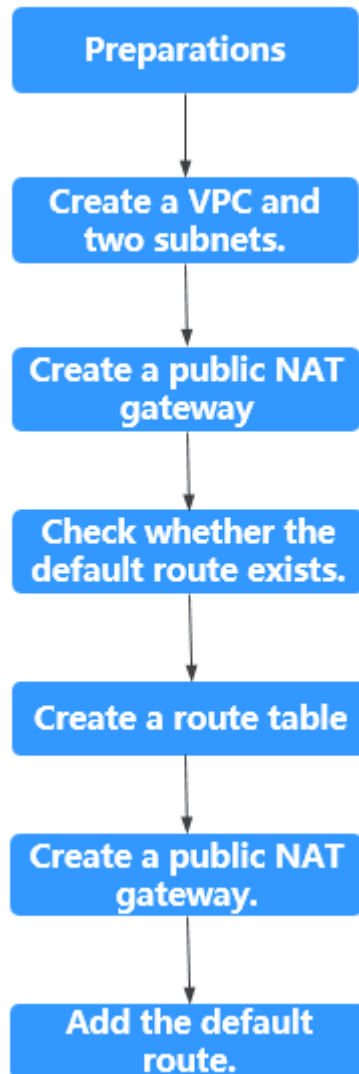 Preparations
Create a VPC and
two subnets.
Create a public NAT
gateway
Check whether the
default route exists.
Create a route table
Create a public NAT
gateway.
Add the default
route.